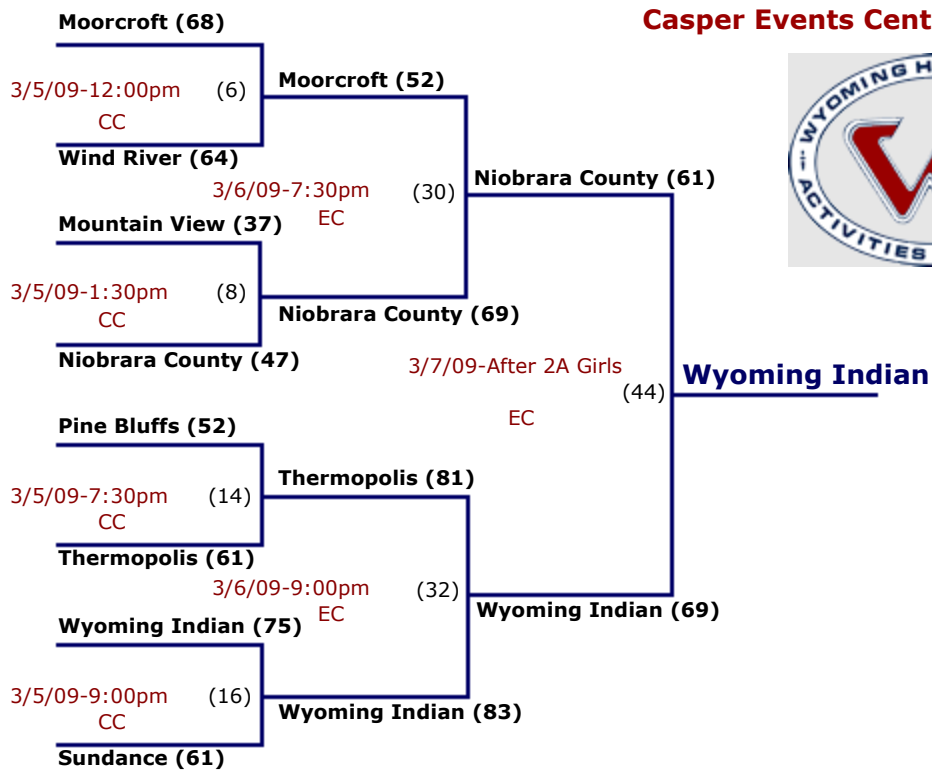 Casper Events Cent
WYOMING H
ACTIVITIES
Moorcroft (68)
3/5/09-12:00pm (6)
CC
Wind River (64)
Moorcroft (52)
3/6/09-7:30pm (30)
EC
Mountain View (37)
3/5/09-1:30pm (8)
CC
Niobrara County (47)
Niobrara County (69)
Niobrara County (61)
3/7/09-After 2A Girls
(44)
EC
Wyoming Indian
Pine Bluffs (52)
3/5/09-7:30pm (14)
CC
Thermopolis (61)
Thermopolis (81)
3/6/09-9:00pm (32)
EC
Wyoming Indian (69)
Wyoming Indian (75)
3/5/09-9:00pm (16)
CC
Sundance (61)
Wyoming Indian (83)